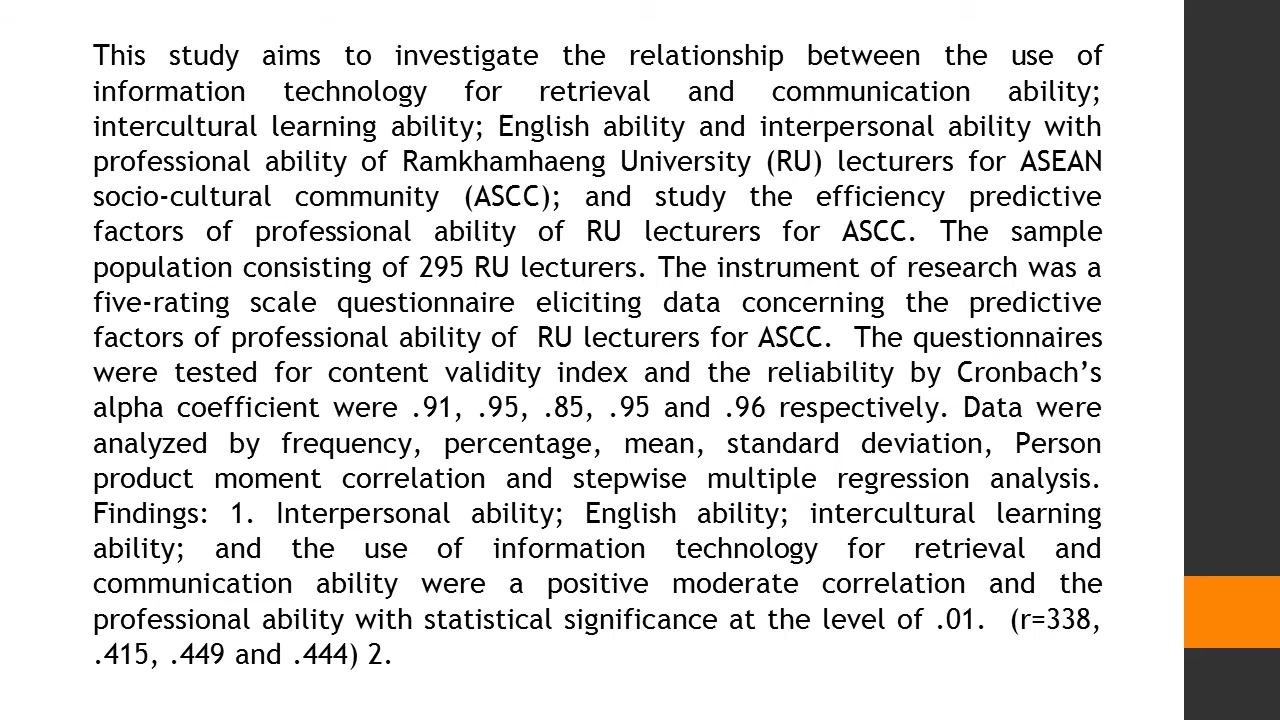 This study aims to investigate the relationship between the use of
information technology for retrieval and communication ability;
intercultural learning ability; English ability and interpersonal ability with
professional ability of Ramkhamhaeng University (RU) lecturers for ASEAN
socio-cultural community (ASCC); and study the efficiency predictive
factors of professional ability of RU lecturers for ASCC. The sample
population consisting of 295 RU lecturers. The instrument of research was a
five-rating scale questionnaire eliciting data concerning the predictive
factors of professional ability of  RU lecturers for ASCC.  The questionnaires
were tested for content validity index and the reliability by Cronbach’s
alpha coefficient were .91, .95, .85, .95 and .96 respectively. Data were
analyzed by frequency, percentage, mean, standard deviation, Person
product moment correlation and stepwise multiple regression analysis.
Findings: 1. Interpersonal ability; English ability; intercultural learning
ability; and the use of information technology for retrieval and
communication ability were a positive moderate correlation and the
professional ability with statistical significance at the level of .01.  (r=338,
.415, .449 and .444) 2.